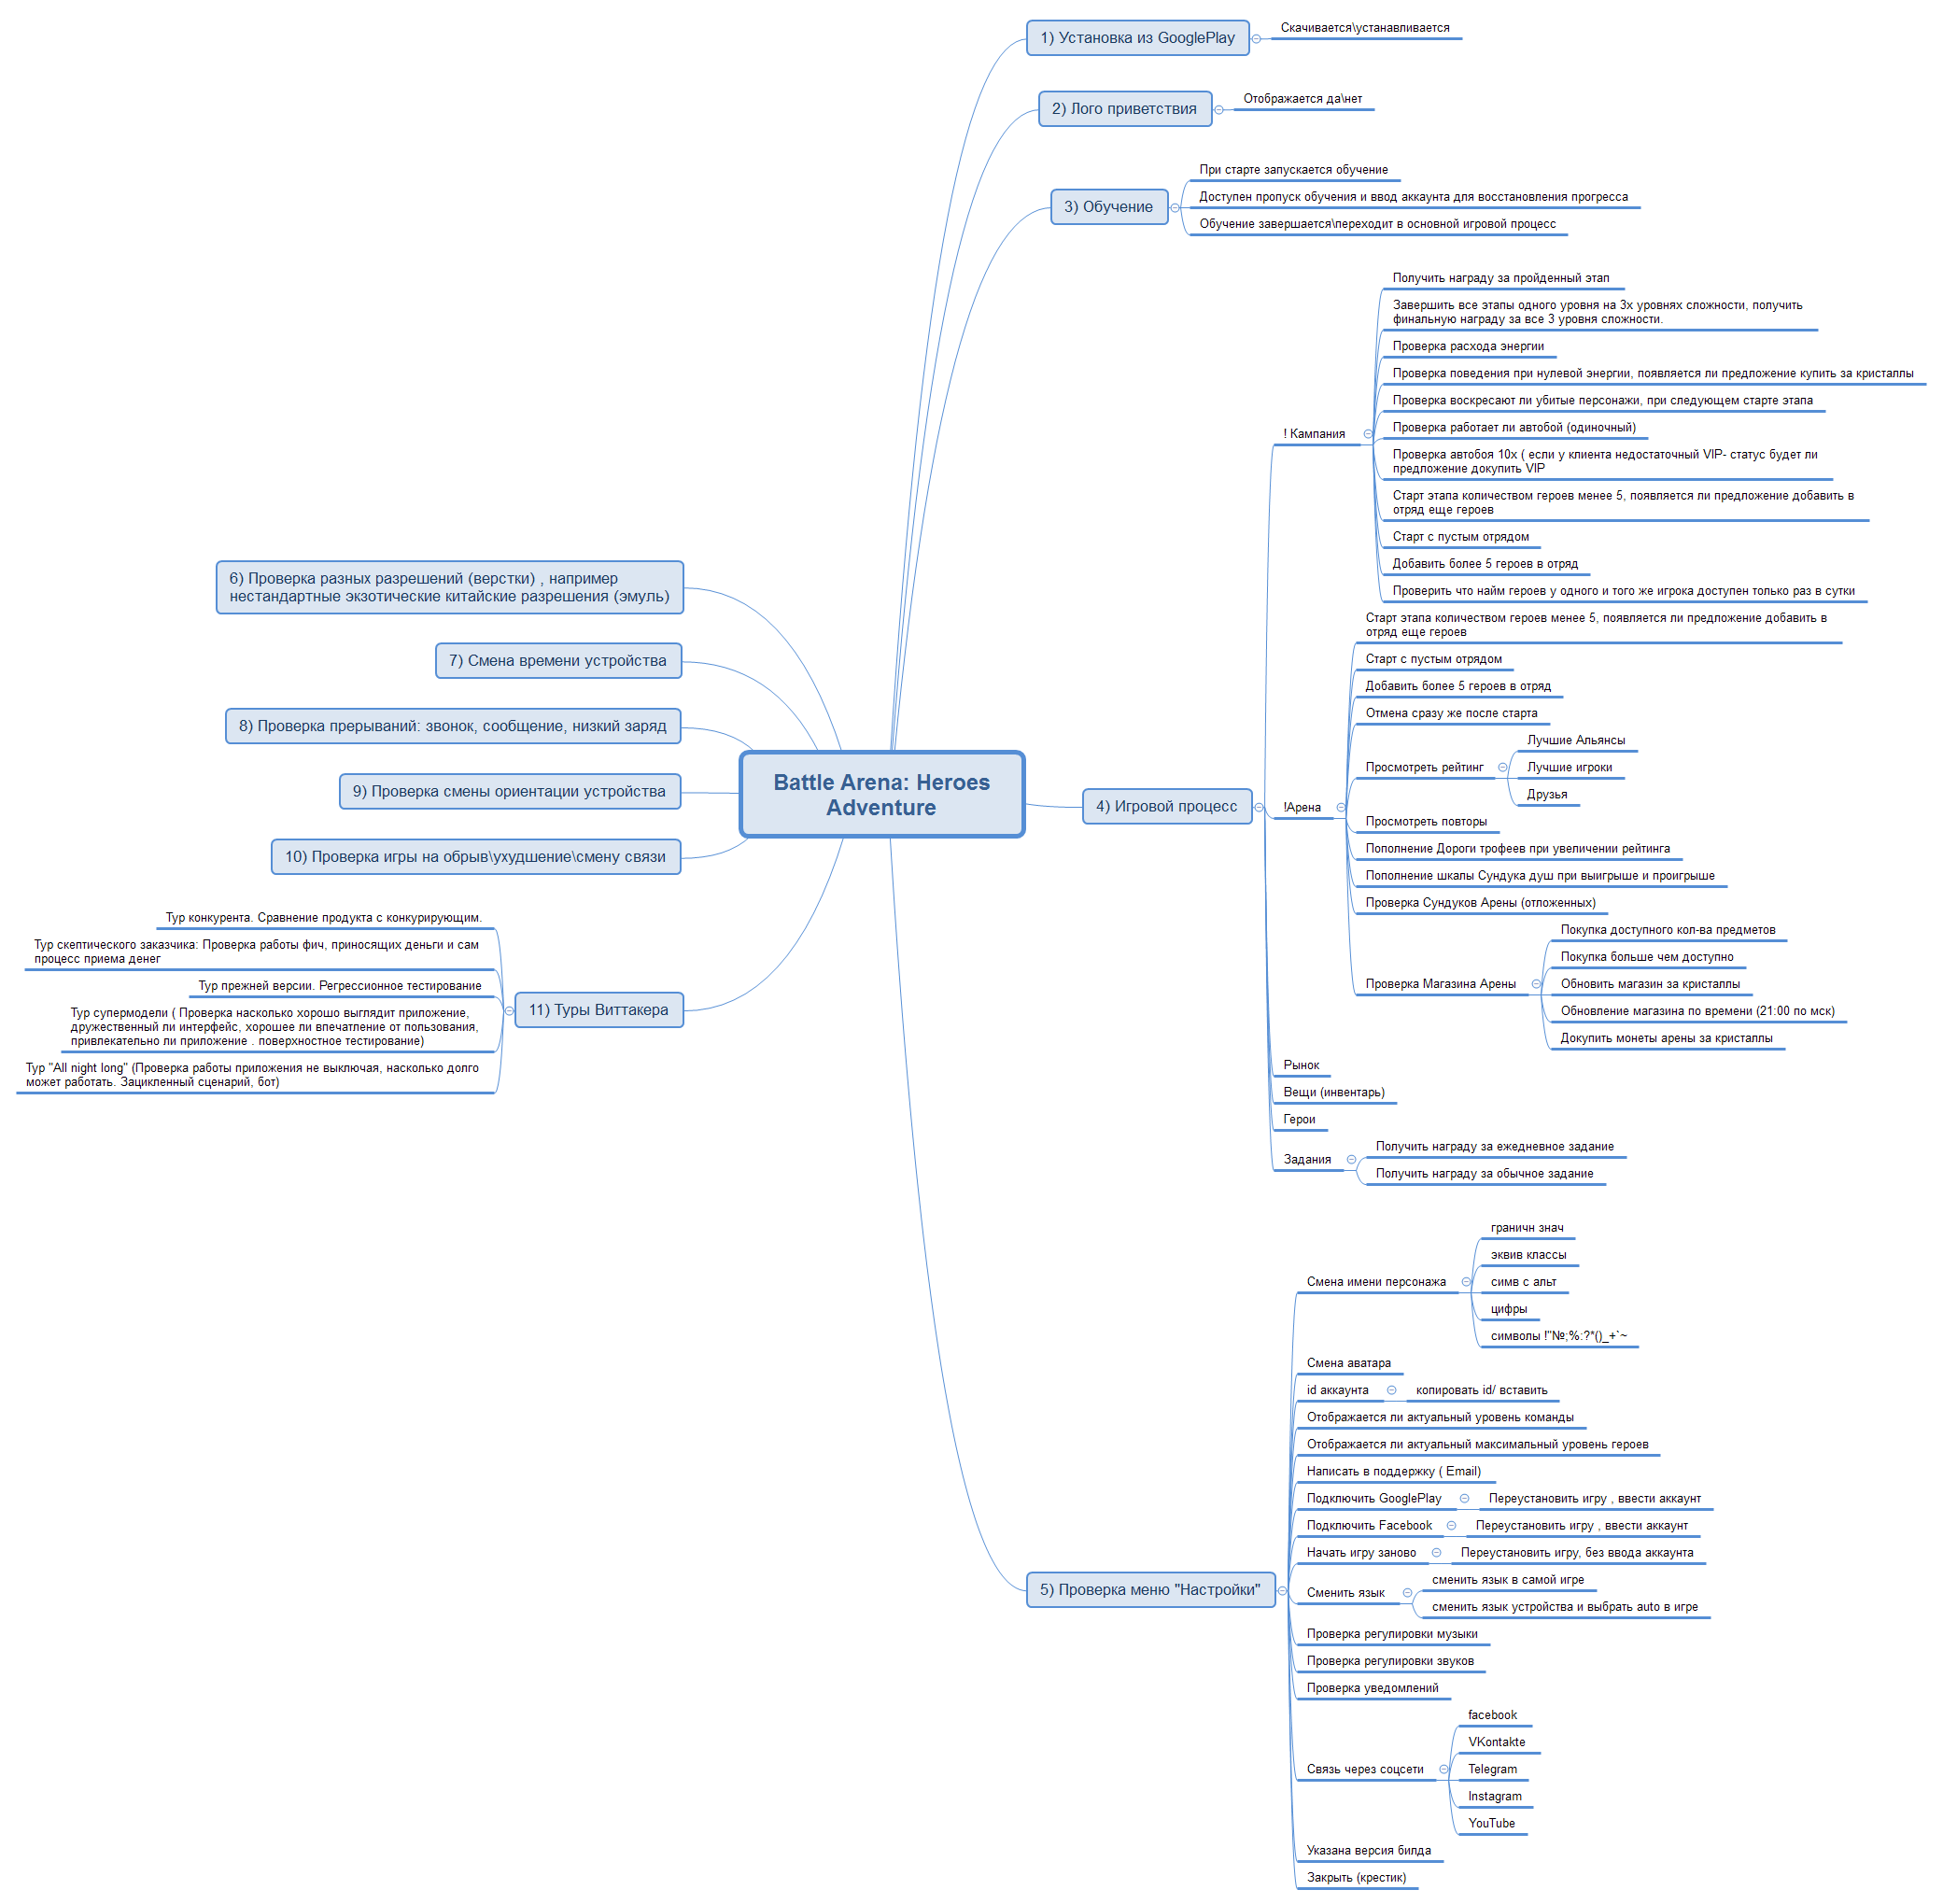 Battle Arena: Heroes
Adventure
1) Установка из GooglePlay
Скачивается\устанавливается
2) Лого приветствия
Отображается да\нет
3) Обучение
При старте запускается обучение
Доступен пропуск обучения и ввод аккаунта для восстановления прогресса
Обучение завершается\переходит в основной игровой процесс
4) Игровой процесс
! Кампания
Получить награду за пройденный этап
Завершить все этапы одного уровня на 3х уровнях сложности, получить
финальную награду за все 3 уровня сложности.
Проверка расхода энергии
Проверка поведения при нулевой энергии, появляется ли предложение купить за кристаллы
Проверка воскресают ли убитые персонажи, при следующем старте этапа
Проверка работает ли автобой (одиночный)
Проверка автобоя 10х ( если у клиента недостаточный VIP- статус будет ли
предложение докупить VIP
Старт этапа количеством героев менее 5, появляется ли предложение добавить в
отряд еще героев
Старт с пустым отрядом
Добавить более 5 героев в отряд
Проверить что найм героев у одного и того же игрока доступен только раз в сутки
!Арена
Старт этапа количеством героев менее 5, появляется ли предложение добавить в
отряд еще героев
Старт с пустым отрядом
Добавить более 5 героев в отряд
Отмена сразу же после старта
Просмотреть рейтинг
Лучшие Альянсы
Лучшие игроки
Друзья
Просмотреть повторы
Пополнение Дороги трофеев при увеличении рейтинга
Пополнение шкалы Сундука душ при выигрыше и проигрыше
Проверка Сундуков Арены (отложенных)
Проверка Магазина Арены
Покупка доступного кол-ва предметов
Покупка больше чем доступно
Обновить магазин за кристаллы
Обновление магазина по времени (21:00 по мск)
Докупить монеты арены за кристаллы
Рынок
Вещи (инвентарь)
Герои
Задания
Получить награду за ежедневное задание
Получить награду за обычное задание
5) Проверка меню "Настройки"
Смена имени персонажа
граничн знач
эквив классы
симв с альт
цифры
символы !"№;%:?*()_+`~
Смена аватара
id аккаунта
копировать id/ вставить
Отображается ли актуальный уровень команды
Отображается ли актуальный максимальный уровень героев
Написать в поддержку ( Email)
Подключить GooglePlay
Переустановить игру , ввести аккаунт
Подключить Facebook
Переустановить игру , ввести аккаунт
Начать игру заново
Переустановить игру, без ввода аккаунта
Сменить язык
сменить язык в самой игре
сменить язык устройства и выбрать auto в игре
Проверка регулировки музыки
Проверка регулировки звуков
Проверка уведомлений
Связь через соцсети
facebook
VKontakte
Telegram
Instagram
YouTube
Указана версия билда
Закрыть (крестик)
6) Проверка разных разрешений (верстки) , например
нестандартные экзотические китайские разрешения (эмуль)
7) Смена времени устройства
8) Проверка прерываний: звонок, сообщение, низкий заряд
9) Проверка смены ориентации устройства
10) Проверка игры на обрыв\ухудшение\смену связи
11) Туры Виттакера
Тур конкурента. Сравнение продукта с конкурирующим.
Тур скептического заказчика: Проверка работы фич, приносящих деньги и сам
процесс приема денег
Тур прежней версии. Регрессионное тестирование
Тур супермодели ( Проверка насколько хорошо выглядит приложение,
дружественный ли интерфейс, хорошее ли впечатление от пользования,
привлекательно ли приложение . поверхностное тестирование)
Тур "All night long" (Проверка работы приложения не выключая, насколько долго
может работать. Зацикленный сценарий, бот)